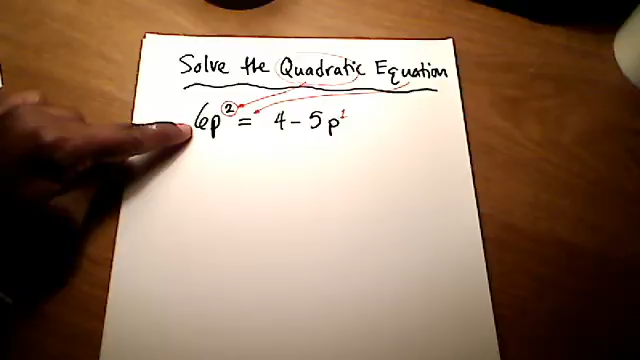 Solve the Quadratic Equation
6p² = 4 - 5p¹